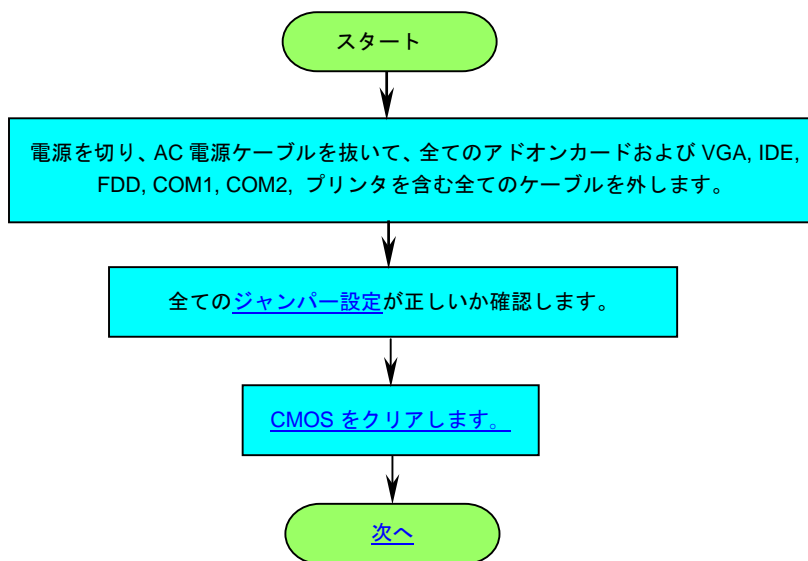 スタート
電源を切り、AC 電源ケーブルを抜いて、全てのアドオンカードおよび VGA, IDE,
FDD, COM1, COM2, プリンタを含む全てのケーブルを外します。
全てのジャンパー設定が正しいか確認します。
CMOS をクリアします。
次へ